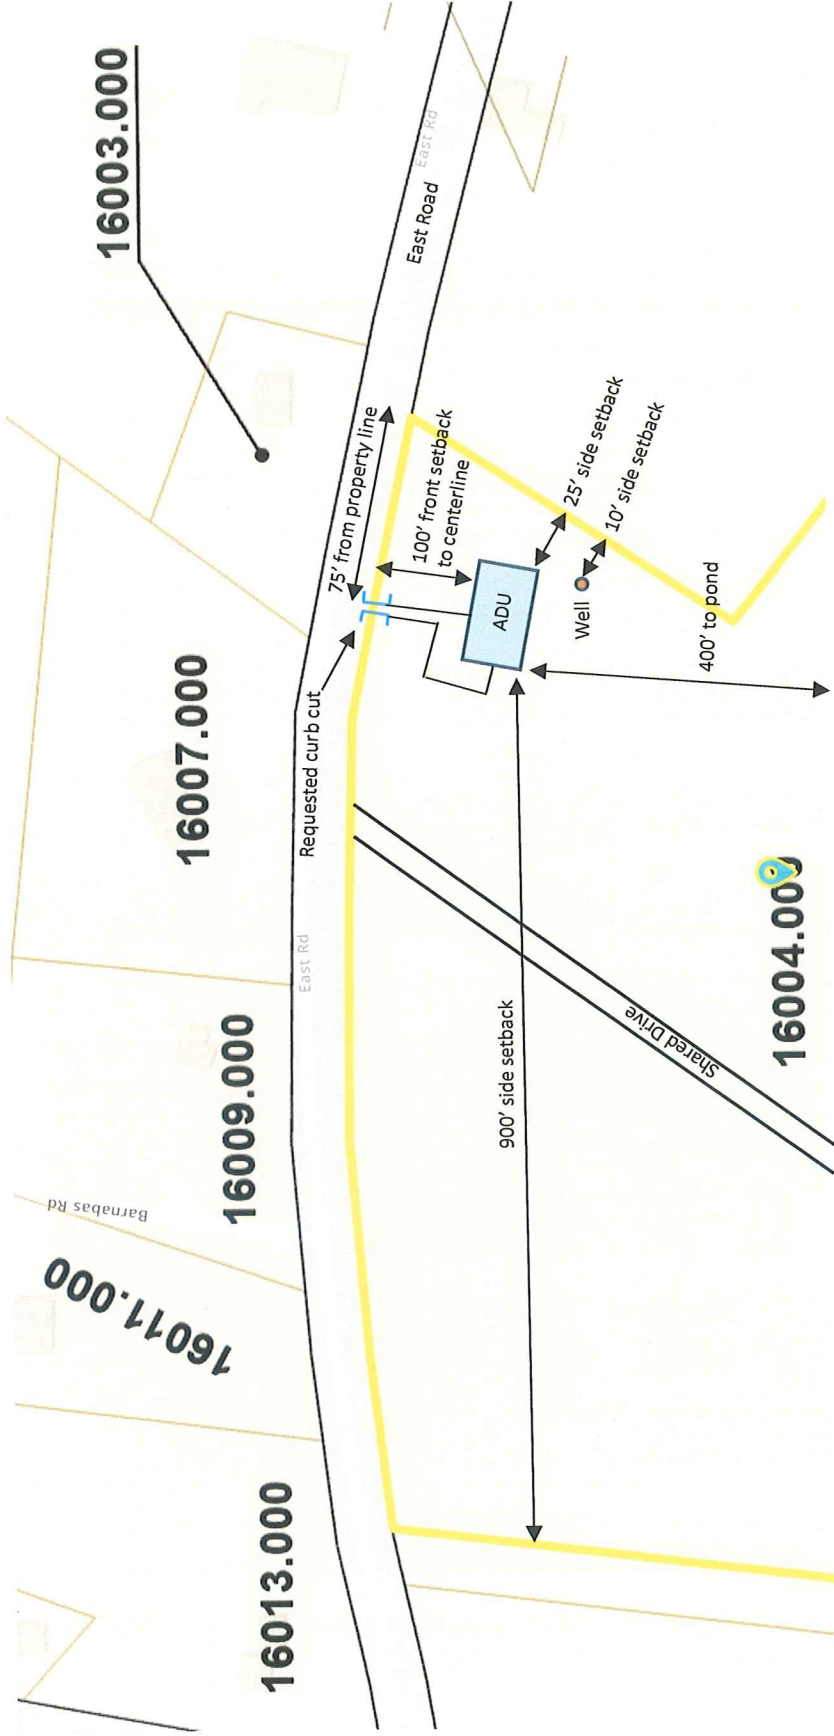 16013.000
16011.000
Barnabas Rd
16009.000
16007.000
16003.000
East Rd
East Rd
East Road
Requested curb cut
75' from property line
100' front setback
to centerline
ADU
25' side setback
10' side setback
Well
900' side setback
400' to pond
Shared Drive
16004.000